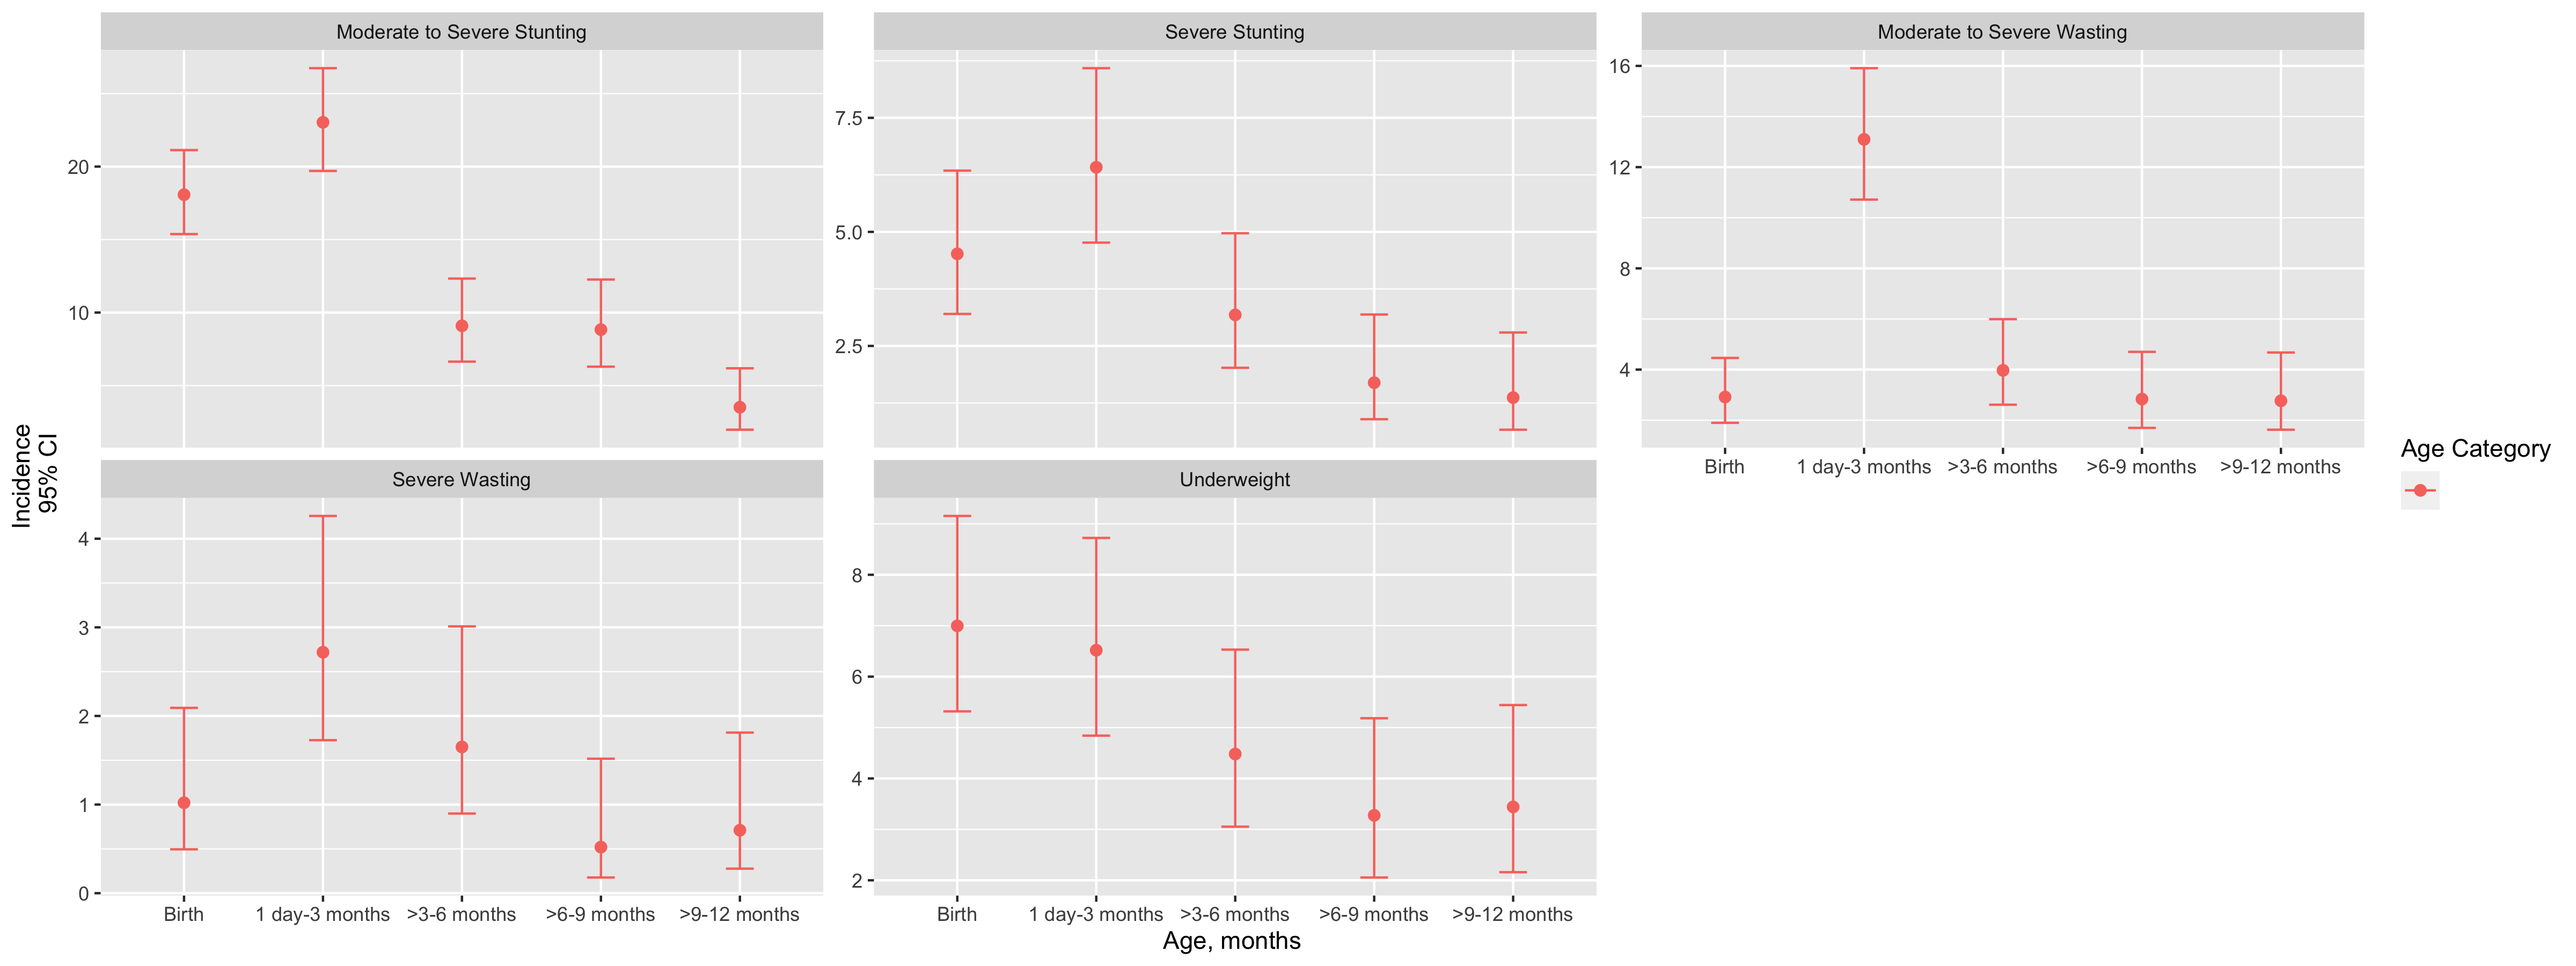 Moderate to Severe Stunting
Severe Stunting
Moderate to Severe Wasting
20
10
7.5
5.0
2.5
16
12
8
4
Birth
1 day-3 months
>3-6 months
>6-9 months
>9-12 months
Incidence
95% CI
Severe Wasting
Underweight
4
3
2
1
0
8
6
4
2
Birth
1 day-3 months
>3-6 months
>6-9 months
>9-12 months
Birth
1 day-3 months
>3-6 months
>6-9 months
>9-12 months
Age, months
Age Category